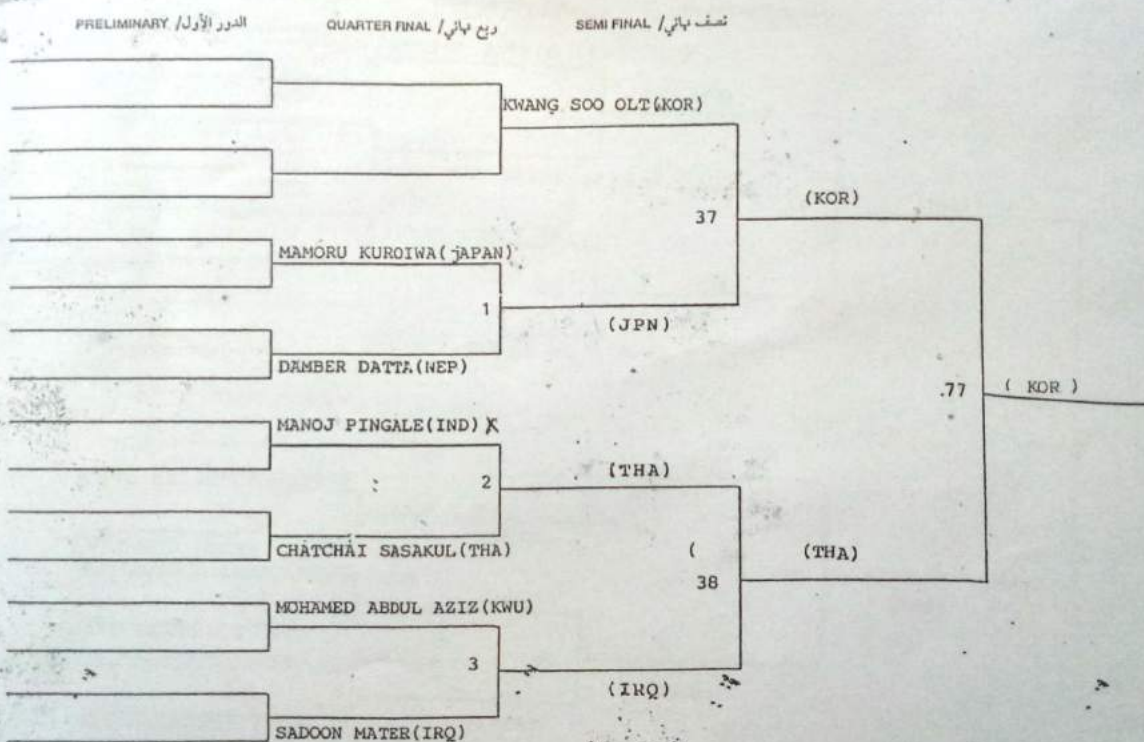 PRELIMINARY / الدور الأول
QUARTER FINAL / ربع نهائي
SEMI FINAL / نصف نهائي
KWANG SOO OLT(KOR)
37
(KOR)
MAMORU KUROIWA(jAPAN)
1
(JPN)
DAMBER DATTA(NEP)
.77
( KOR )
MANOJ PINGALE(IND) X
2
(THA)
CHATCHAI SASAKUL(THA)
(
38
(THA)
MOHAMED ABDUL AZIZ(KWU)
3
(IRQ)
SADOON MATER(IRQ)